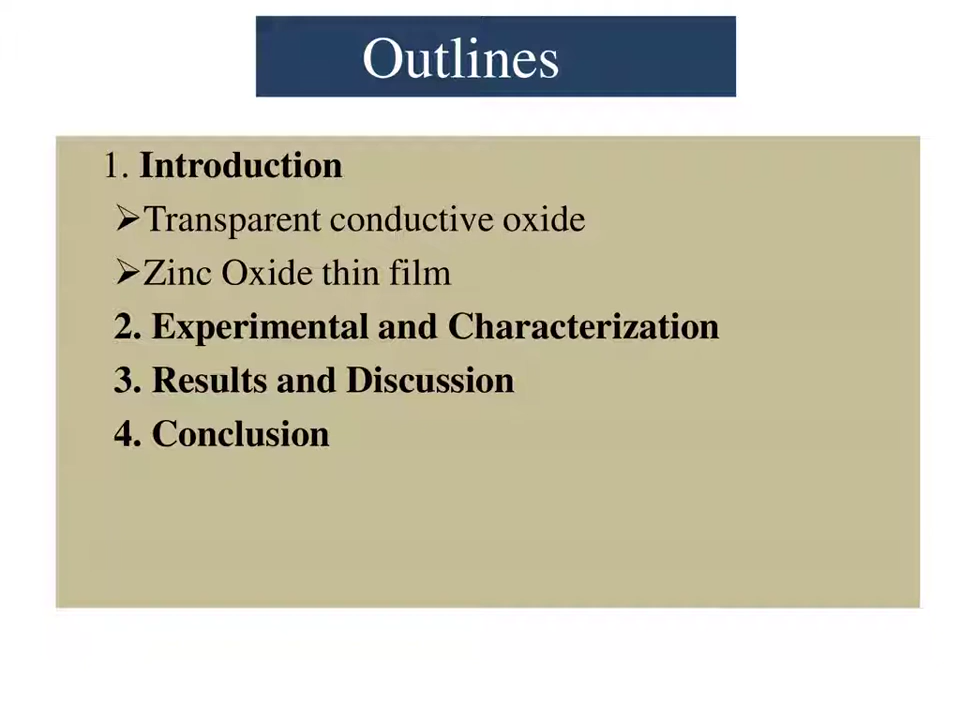 Outlines
1. Introduction
➢Transparent conductive oxide
➢Zinc Oxide thin film
2. Experimental and Characterization
3. Results and Discussion
4. Conclusion